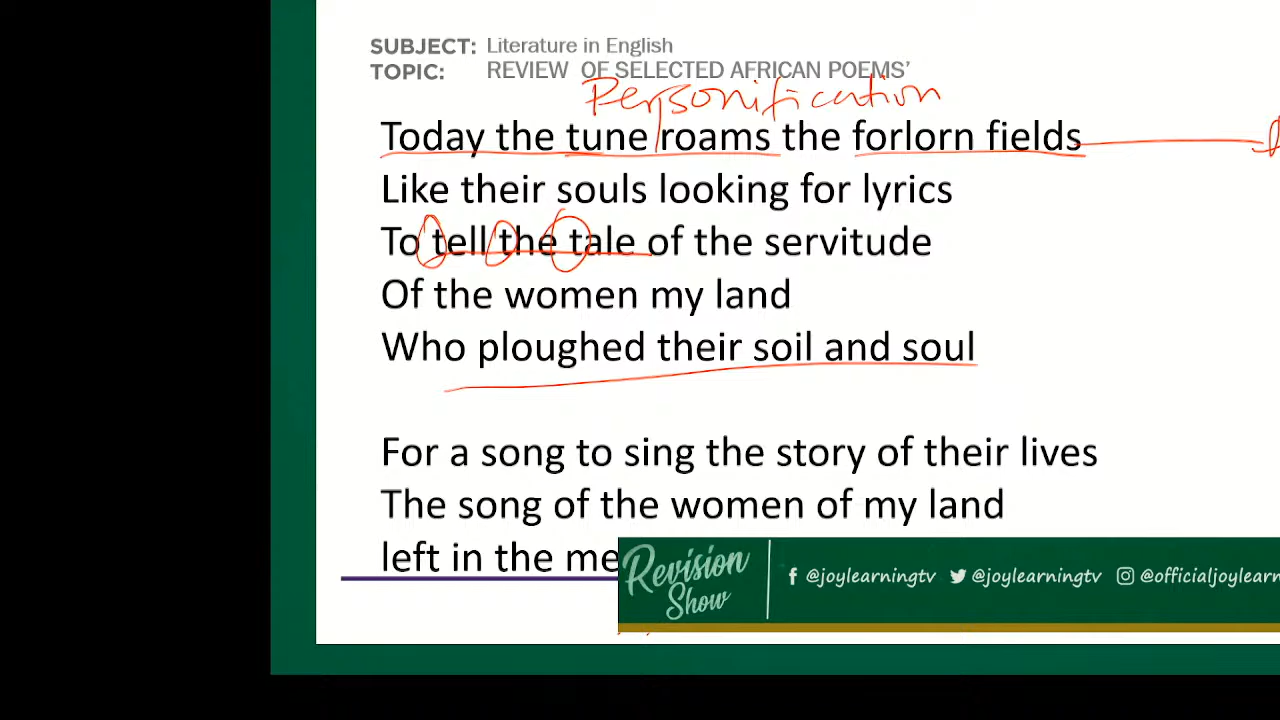 SUBJECT: Literature in English
TOPIC: REVIEW OF SELECTED AFRICAN POEMS'
Personification
Today the tune roams the forlorn fields
Like their souls looking for lyrics
To tell the tale of the servitude
Of the women my land
Who ploughed their soil and soul
For a song to sing the story of their lives
The song of the women of my land
left in the me
Revision Show
@joylearningtv @joylearningtv @officialjoylearn